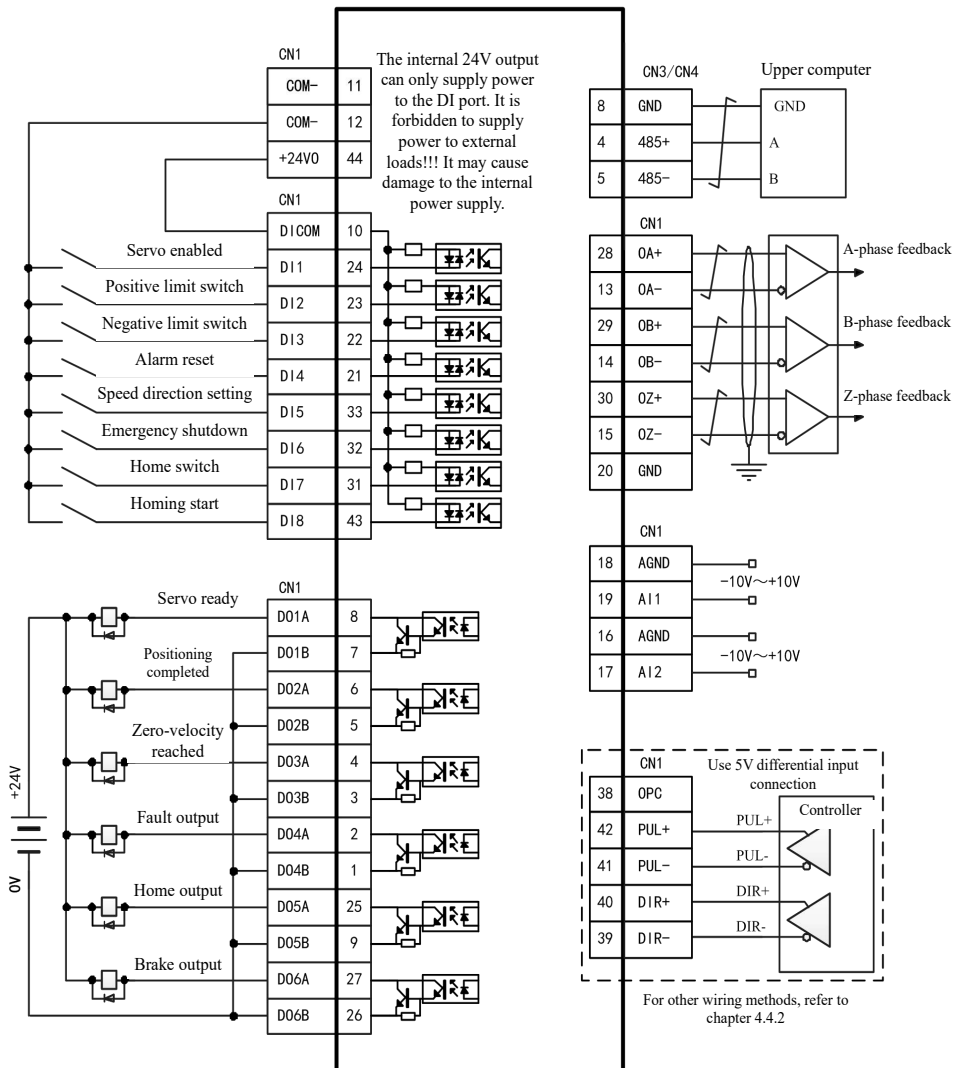 CN1
COM- 11
COM- 12
+24V0 44
The internal 24V output
can only supply power
to the DI port. It is
forbidden to supply
power to external
loads!!! It may cause
damage to the internal
power supply.
CN1
DICOM 10
Servo enabled DI1 24
Positive limit switch DI2 23
Negative limit switch DI3 22
Alarm reset DI4 21
Speed direction setting DI5 33
Emergency shutdown DI6 32
Home switch DI7 31
Homing start DI8 43
CN1
Servo ready DO1A 8
DO1B 7
Positioning
completed
DO2A 6
DO2B 5
Zero-velocity
reached
DO3A 4
DO3B 3
Fault output DO4A 2
DO4B 1
Home output DO5A 25
DO5B 9
Brake output DO6A 27
DO6B 26
+24V
0V
CN3/CN4 Upper computer
8 GND GND
4 485+ A
5 485- B
CN1
28 OA+ A-phase feedback
13 OA-
29 OB+ B-phase feedback
14 OB-
30 OZ+ Z-phase feedback
15 OZ-
20 GND
CN1
18 AGND
-10V～+10V
19 AI1
16 AGND
-10V～+10V
17 AI2
CN1 Use 5V differential input
connection
38 OPC Controller
42 PUL+ PUL+
41 PUL- PUL-
40 DIR+ DIR+
39 DIR- DIR-
For other wiring methods, refer to
chapter 4.4.2